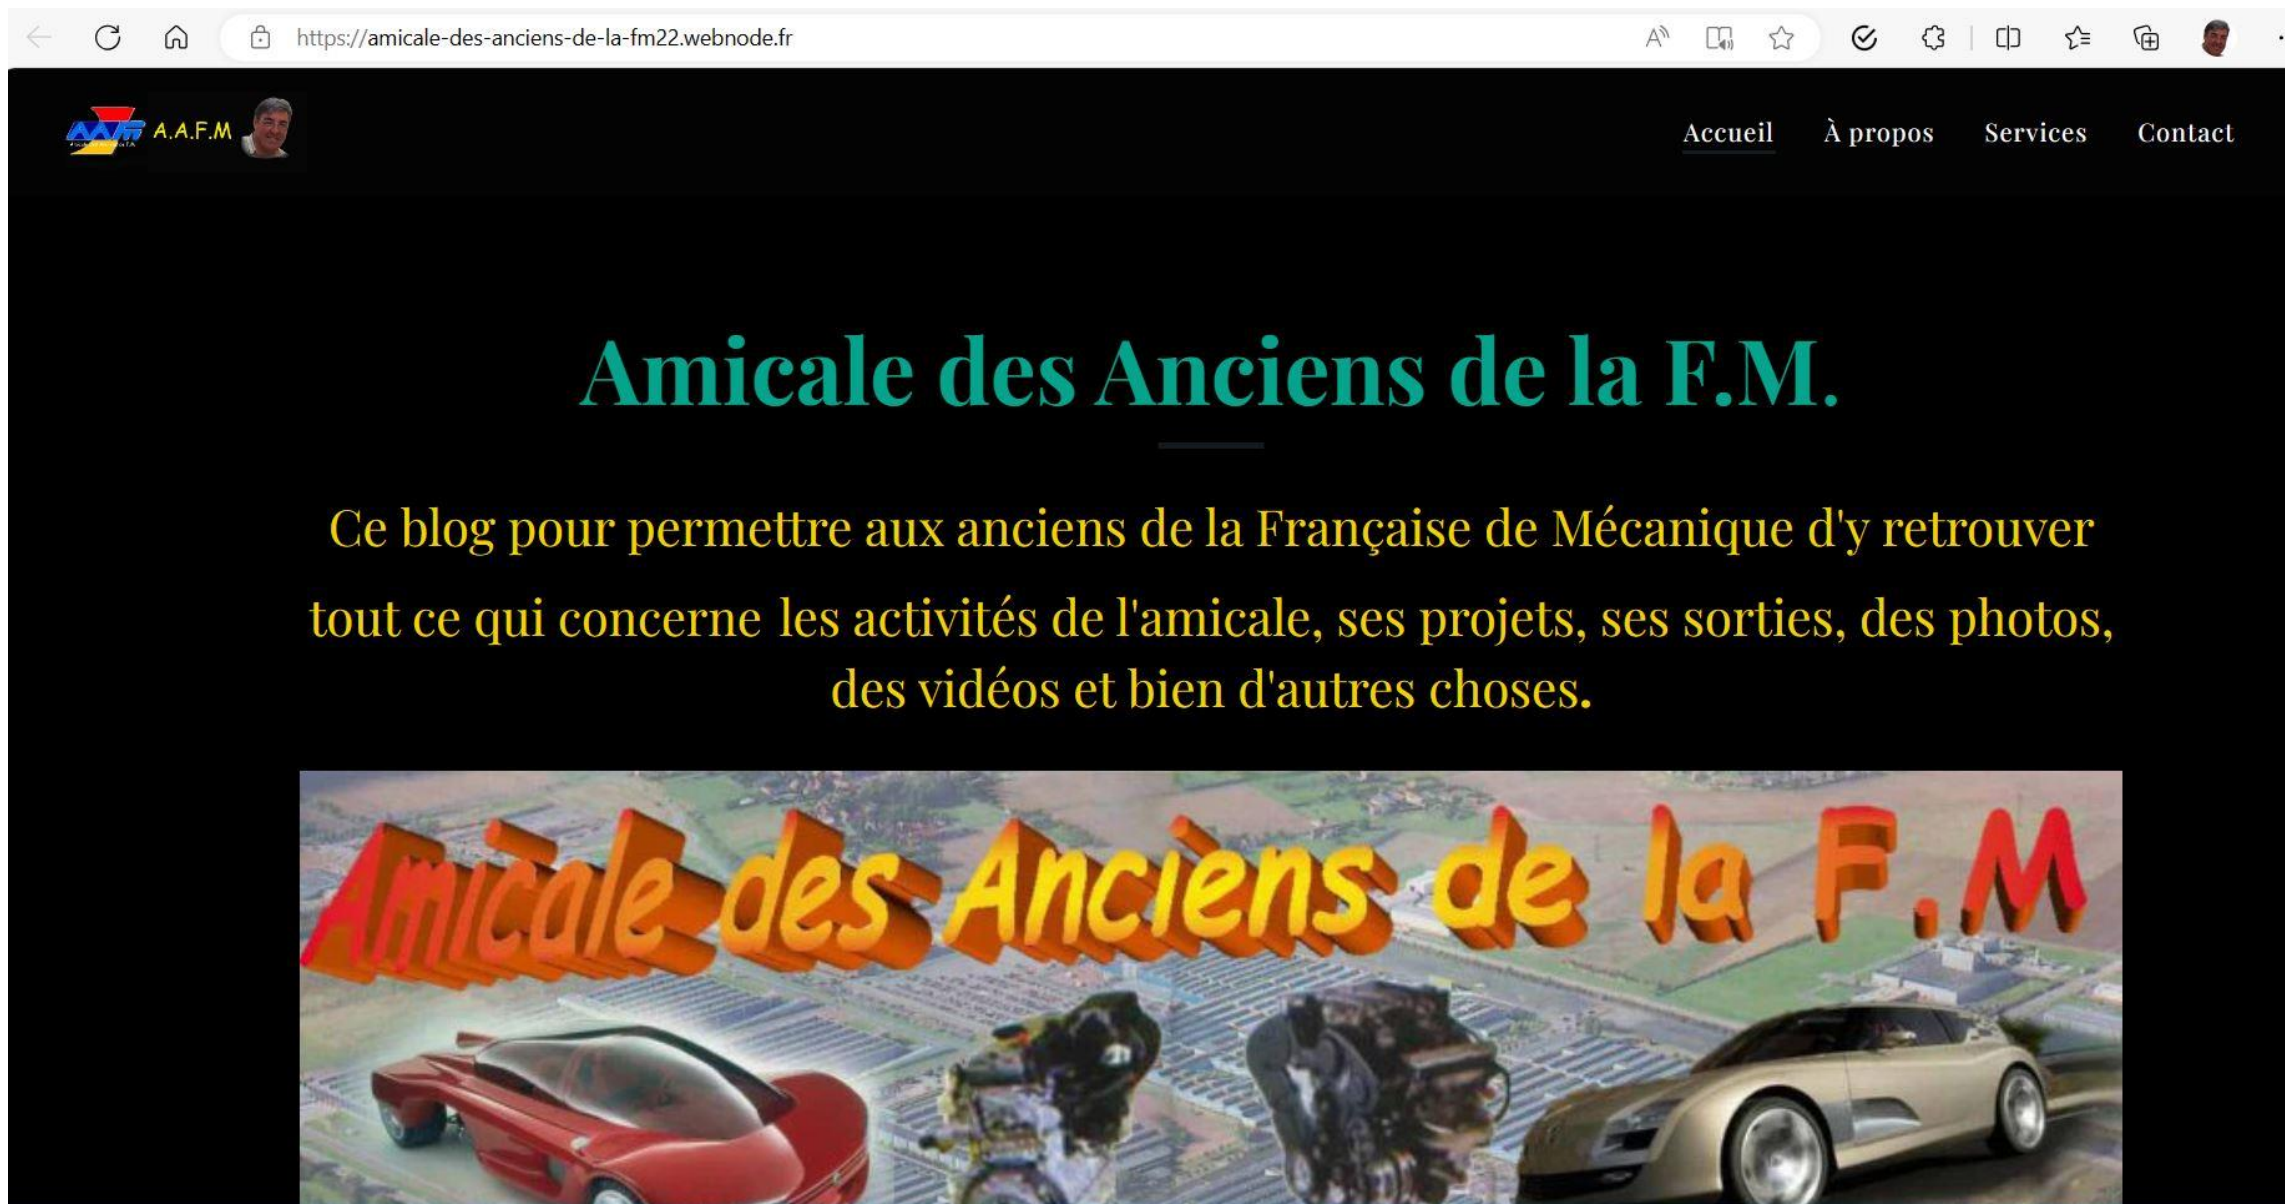 https://amicale-des-anciens-de-la-fm22.webnode.fr
A.A.F.M
Accueil À propos Services Contact
Amicale des Anciens de la F.M.
Ce blog pour permettre aux anciens de la Française de Mécanique d'y retrouver
tout ce qui concerne les activités de l'amicale, ses projets, ses sorties, des photos,
des vidéos et bien d'autres choses.
Amicale des Anciens de la F.M